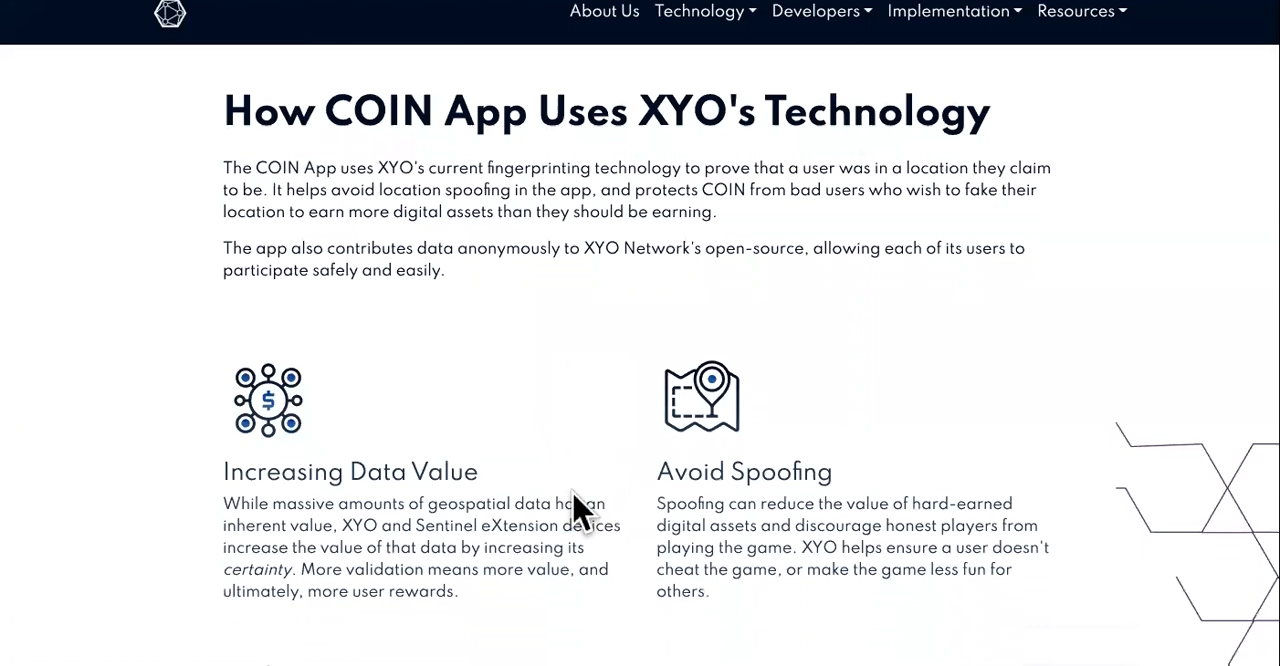 About Us Technology Developers Implementation Resources
How COIN App Uses XYO's Technology
The COIN App uses XYO's current fingerprinting technology to prove that a user was in a location they claim
to be. It helps avoid location spoofing in the app, and protects COIN from bad users who wish to fake their
location to earn more digital assets than they should be earning.
The app also contributes data anonymously to XYO Network's open-source, allowing each of its users to
participate safely and easily.
$
Increasing Data Value
While massive amounts of geospatial data an
inherent value, XYO and Sentinel eXtension devices
increase the value of that data by increasing its
certainty. More validation means more value, and
ultimately, more user rewards.
Avoid Spoofing
Spoofing can reduce the value of hard-earned
digital assets and discourage honest players from
playing the game. XYO helps ensure a user doesn't
cheat the game, or make the game less fun for
others.